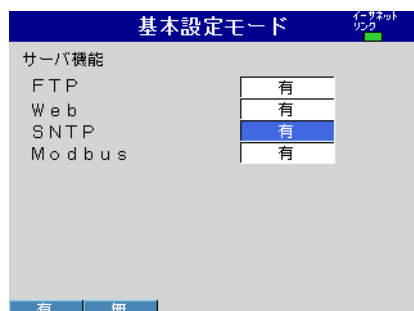 基本設定モード
イーサネット
リンク
サーバ機能
FTP 有
Web 有
SNTP 有
Modbus 有
有 無